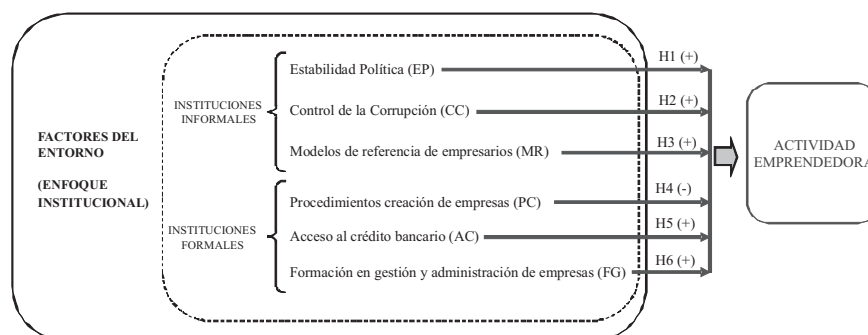 FACTORES DEL
ENTORNO
(ENFOQUE
INSTITUCIONAL)
INSTITUCIONES
INFORMALES
Estabilidad Política (EP)
H1 (+)
Control de la Corrupción (CC)
H2 (+)
Modelos de referencia de empresarios (MR)
H3 (+)
INSTITUCIONES
FORMALES
Procedimientos creación de empresas (PC)
H4 (-)
Acceso al crédito bancario (AC)
H5 (+)
Formación en gestión y administración de empresas (FG)
H6 (+)
ACTIVIDAD
EMPRENDEDORA